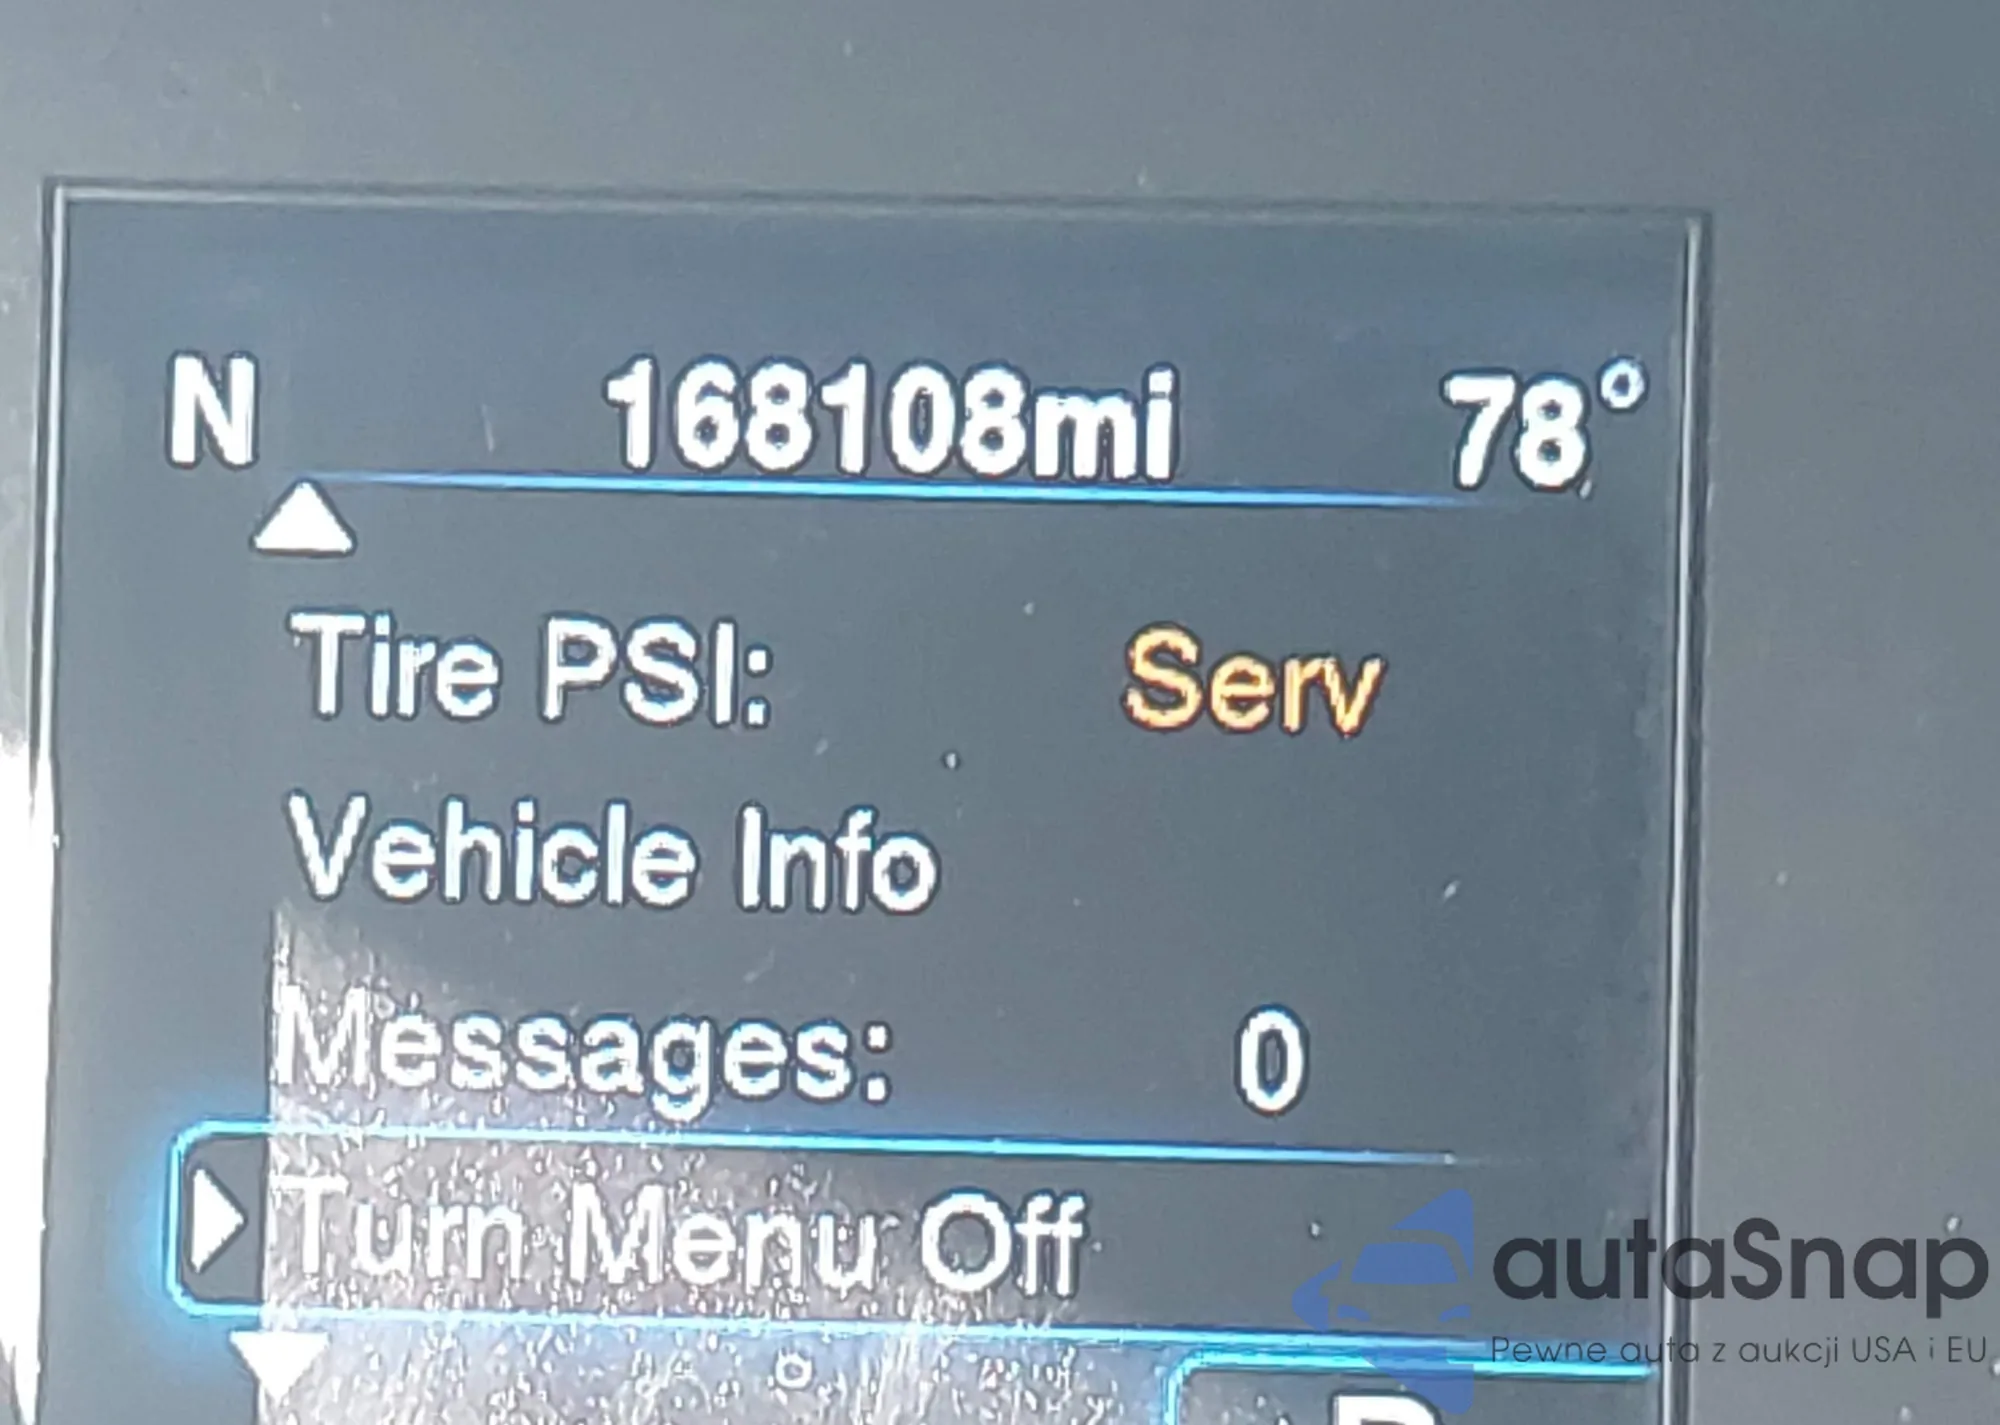 N 168108mi 78°
Tire PSI: Serv
Vehicle Info
Messages: 0
Turn Menu Off
autaSnap
Pewne auta z aukcji USA i EU